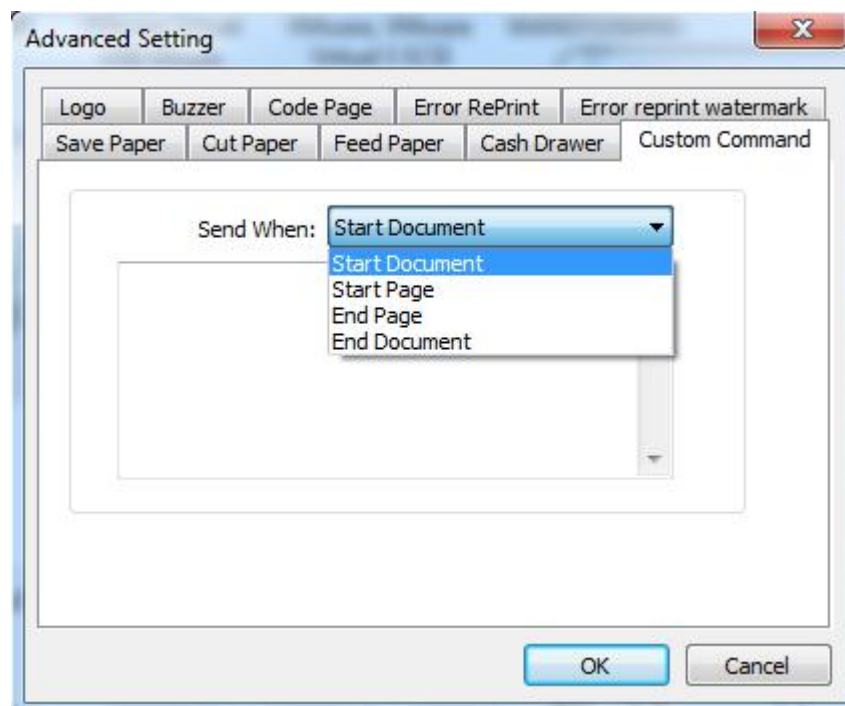 Advanced Setting
Logo Buzzer Code Page Error RePrint Error reprint watermark
Save Paper Cut Paper Feed Paper Cash Drawer Custom Command
Send When: Start Document
Start Document
Start Page
End Page
End Document
OK Cancel